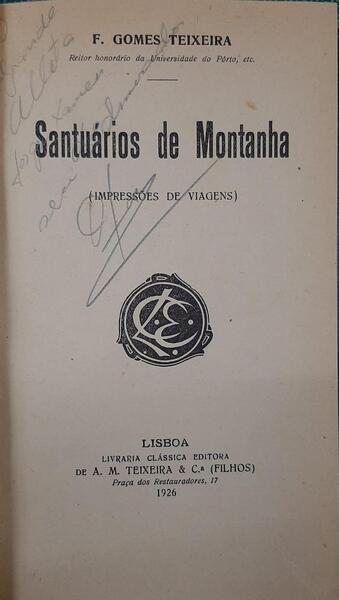 F. GOMES TEIXEIRA
Reitor honorário da Universidade do Pôrto, etc.
Santuários de Montanha
(IMPRESSÕES DE VIAGENS)
LCE
LISBOA
LIVRARIA CLÁSSICA EDITORA
DE A. M. TEIXEIRA & C.ª (FILHOS)
Praça dos Restauradores, 17
1926